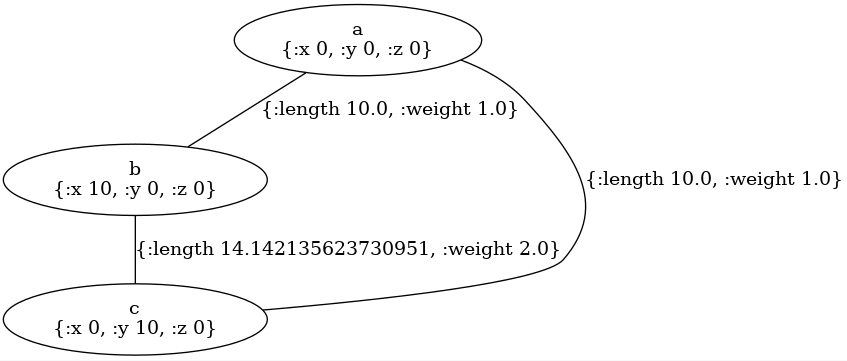 a
{:x 0, :y 0, :z 0}
{:length 10.0, :weight 1.0}
b
{:x 10, :y 0, :z 0}
{:length 10.0, :weight 1.0}
{:length 14.142135623730951, :weight 2.0}
c
{:x 0, :y 10, :z 0}